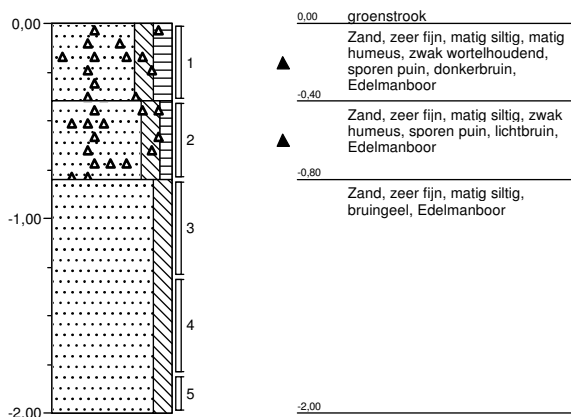 0,00
-1,00
-2,00
1
2
3
4
5
0,00
groenstrook
Zand, zeer fijn, matig siltig, matig
humeus, zwak wortelhoudend,
sporen puin, donkerbruin,
Edelmanboor
-0,40
Zand, zeer fijn, matig siltig, zwak
humeus, sporen puin, lichtbruin,
Edelmanboor
-0,80
Zand, zeer fijn, matig siltig,
bruingeel, Edelmanboor
-2,00